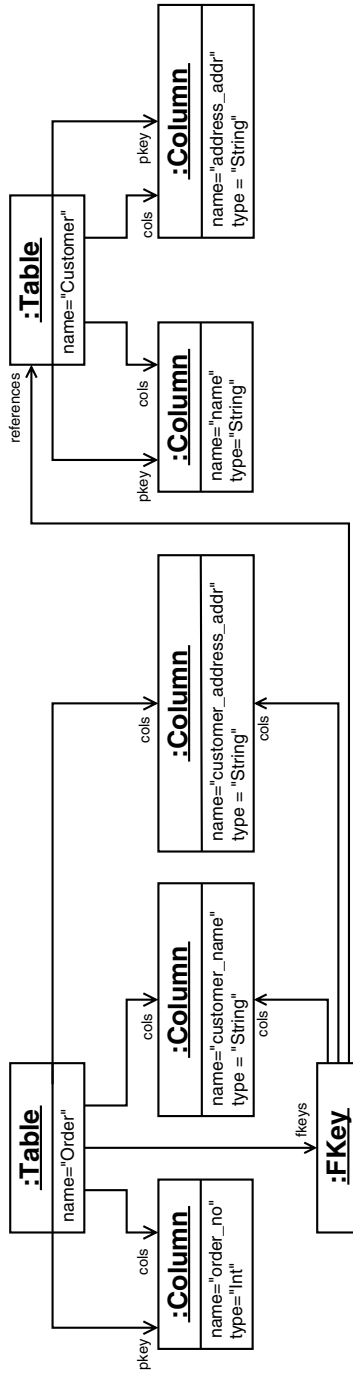 :Table
name="Order"
:Table
name="Customer"
references
pkey
cols
cols
cols
pkey
cols
cols
pkey
:Column
name="order_no"
type="Int"
:Column
name="customer_name"
type = "String"
:Column
name="customer_address_addr"
type = "String"
:Column
name="name"
type="String"
:Column
name="address_addr"
type = "String"
fkeys
cols
cols
:FKey